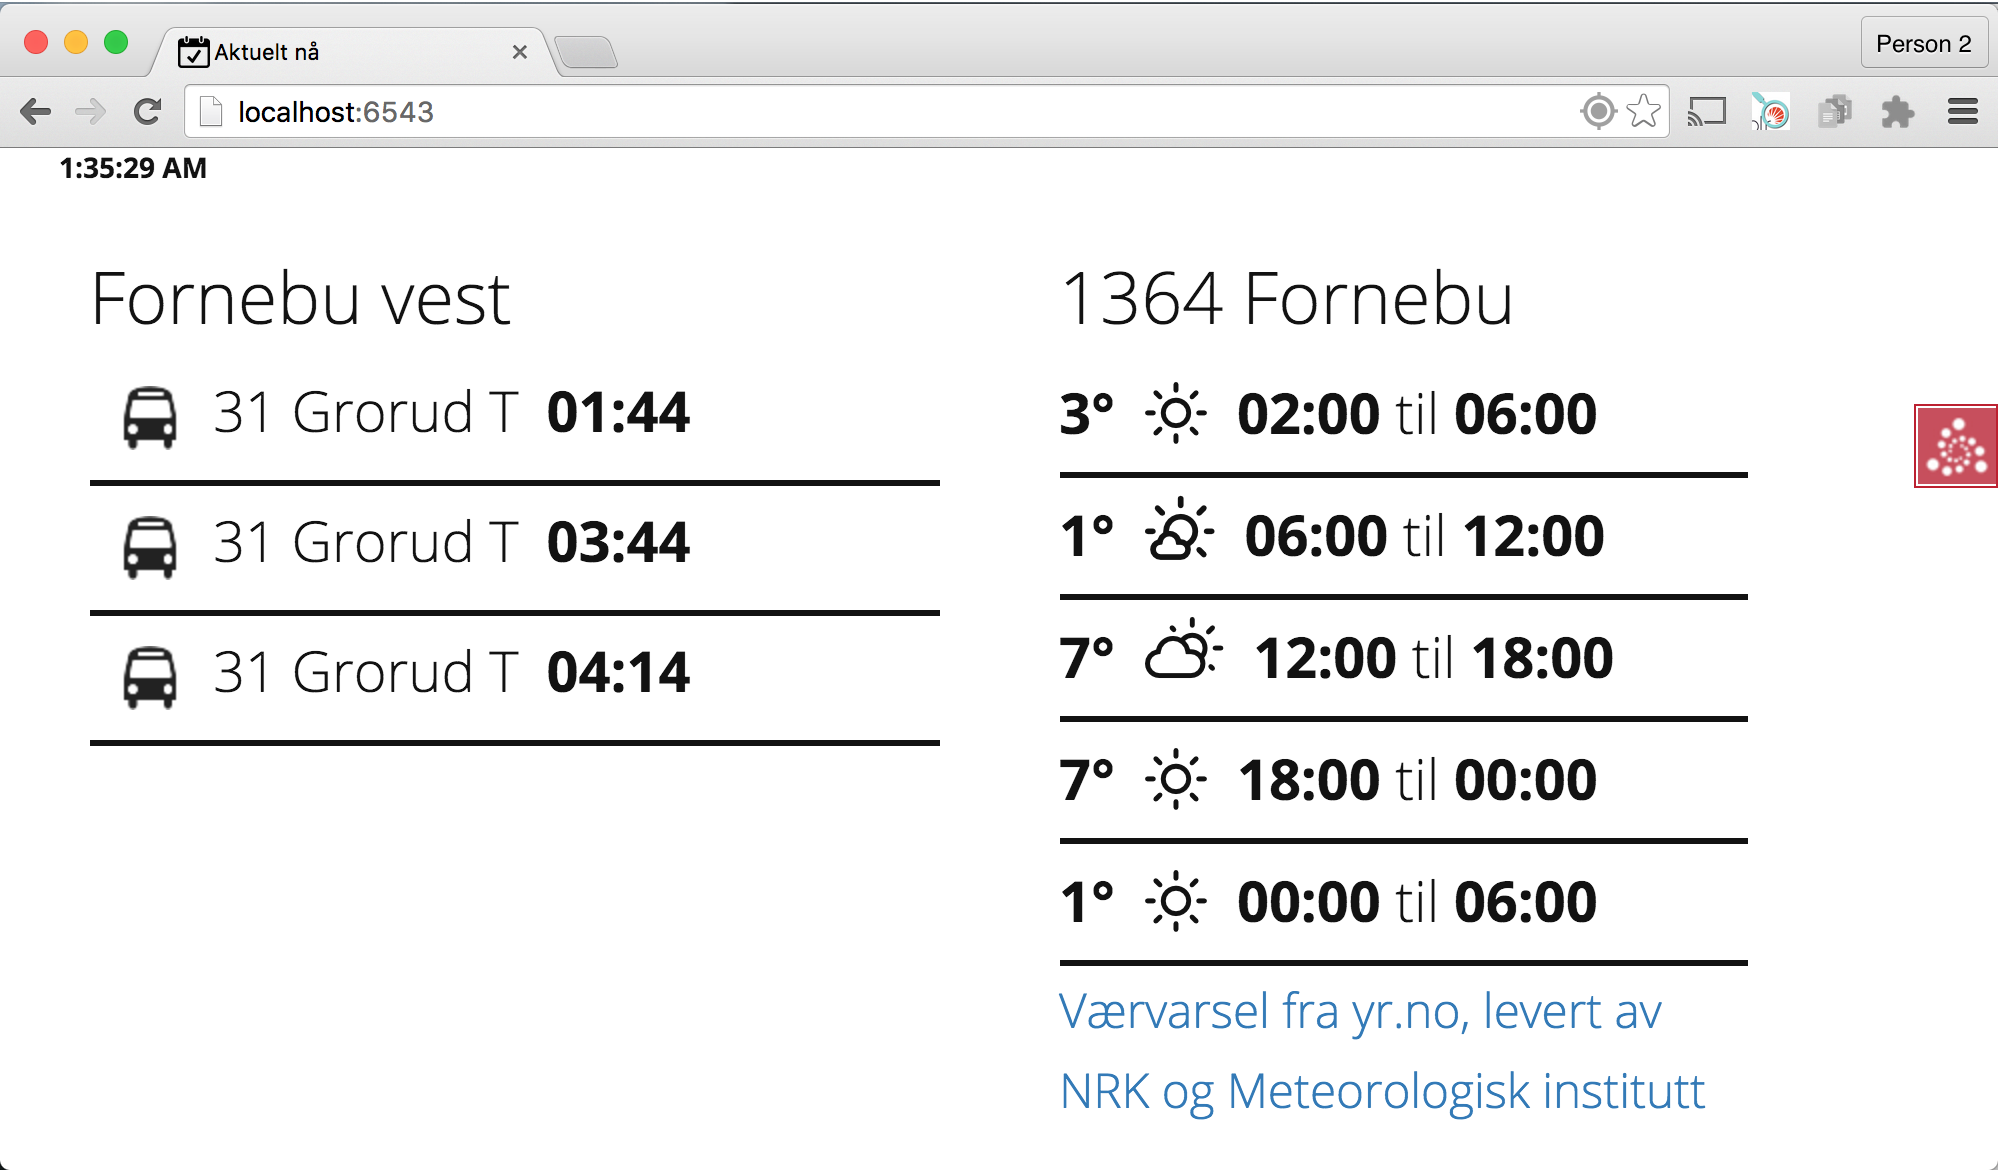 Aktuelt nå
Person 2
localhost:6543
1:35:29 AM
Fornebu vest
31 Grorud T 01:44
31 Grorud T 03:44
31 Grorud T 04:14
1364 Fornebu
3° 02:00 til 06:00
1° 06:00 til 12:00
7° 12:00 til 18:00
7° 18:00 til 00:00
1° 00:00 til 06:00
Værvarsel fra yr.no, levert av
NRK og Meteorologisk institutt